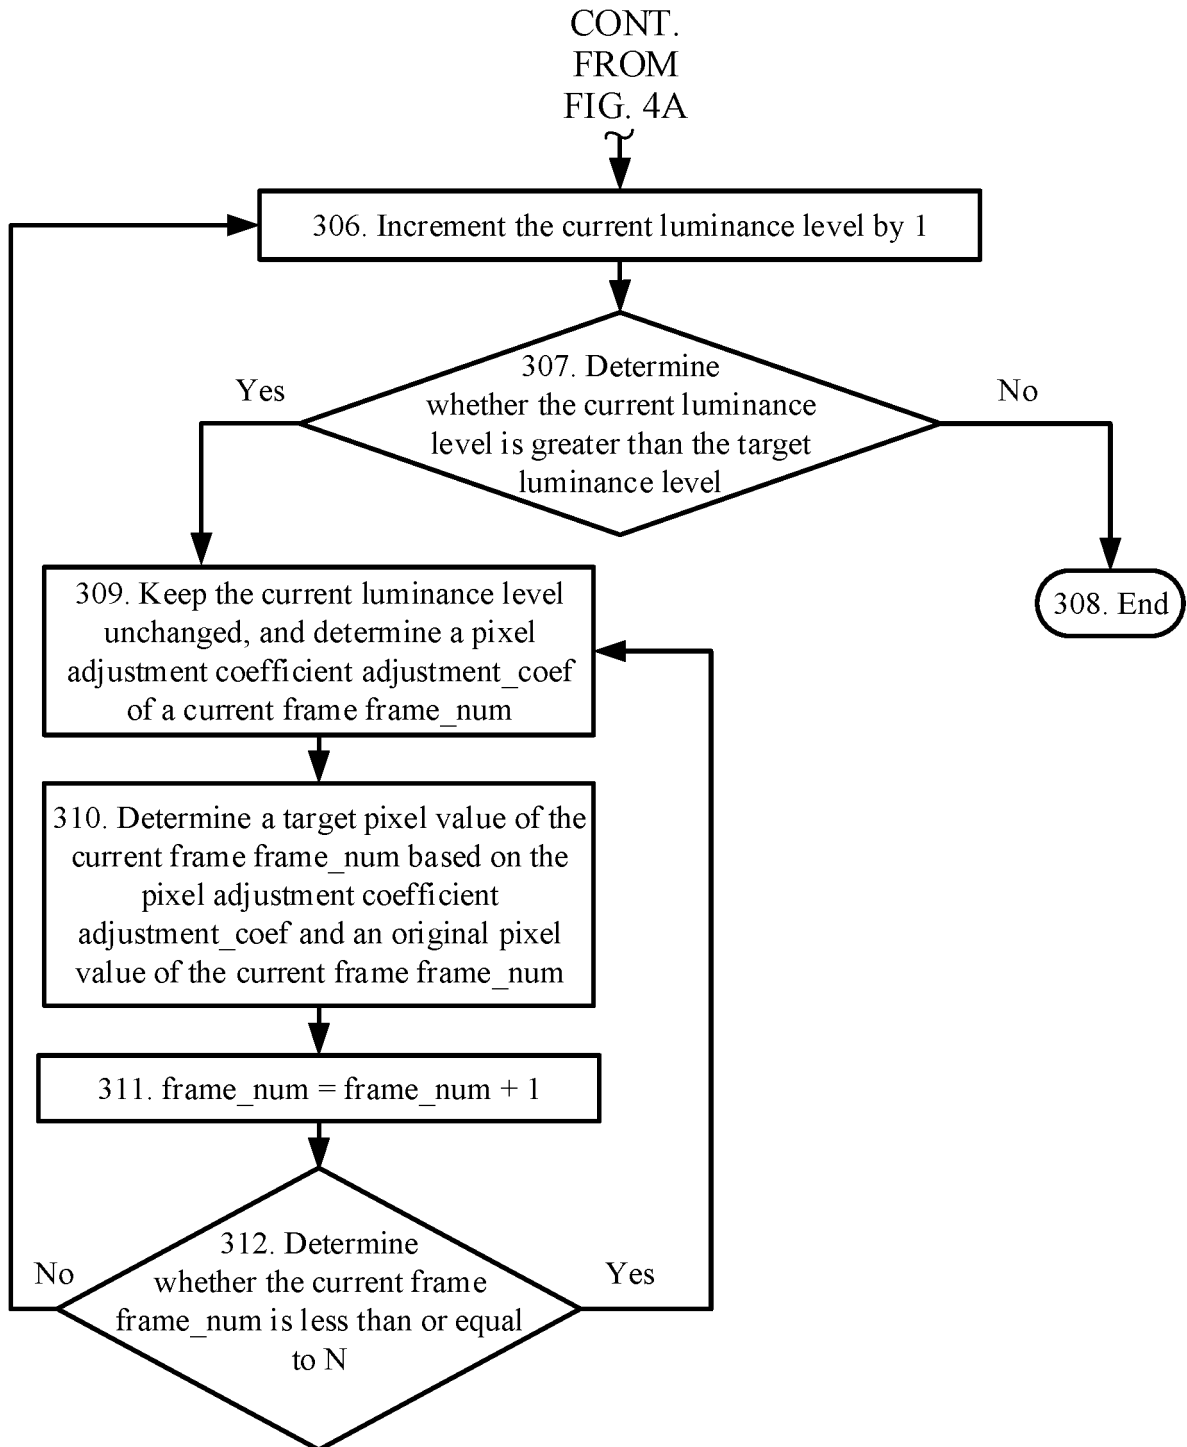 CONT.
FROM
FIG. 4A
306. Increment the current luminance level by 1
307. Determine
whether the current luminance
level is greater than the target
luminance level
Yes
No
309. Keep the current luminance level
unchanged, and determine a pixel
adjustment coefficient adjustment_coef
of a current frame frame_num
308. End
310. Determine a target pixel value of the
current frame frame_num based on the
pixel adjustment coefficient
adjustment_coef and an original pixel
value of the current frame frame_num
311. frame_num = frame_num + 1
312. Determine
whether the current frame
frame_num is less than or equal
to N
No
Yes